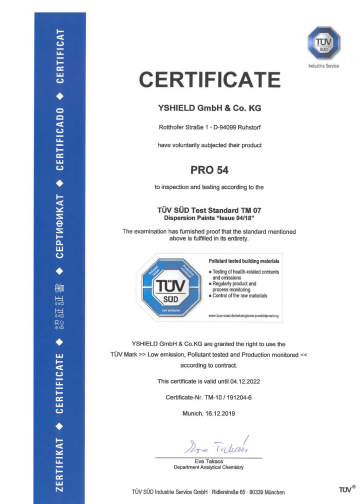 TÜV
SÜD
Industrie Service
CERTIFICATE
YSHIELD GmbH & Co. KG
Rotthofer Straße 1 - D-94099 Ruhstorf
have voluntarily subjected their product
PRO 54
to inspection and testing according to the
TÜV SÜD Test Standard TM 07
Dispersion Paints "Issue 04/18"
The examination has furnished proof that the standard mentioned
above is fulfilled in its entirety.
TÜV
SÜD
Low emission
Pollutant tested building materials
Testing of health-related contents
and emissions
Regularly product and
process monitoring
Control of the raw materials
YSHIELD GmbH & Co.KG are granted the right to use the
TÜV Mark >> Low emission, Pollutant tested and Production monitored <<
according to contract.
This certificate is valid until 04.12.2022
Certificate-Nr. TM-10 / 191204-6
Munich, 16.12.2019
Eva Takacs
Department Analytical Chemistry
TÜV SÜD Industrie Service GmbH · Ridlerstraße 65 · 80339 München
TÜV®
ZERTIFIKAT ◆ CERTIFICATE ◆ 認証証書 ◆ СЕРТИФИКАТ ◆ CERTIFICADO ◆ CERTIFICAT